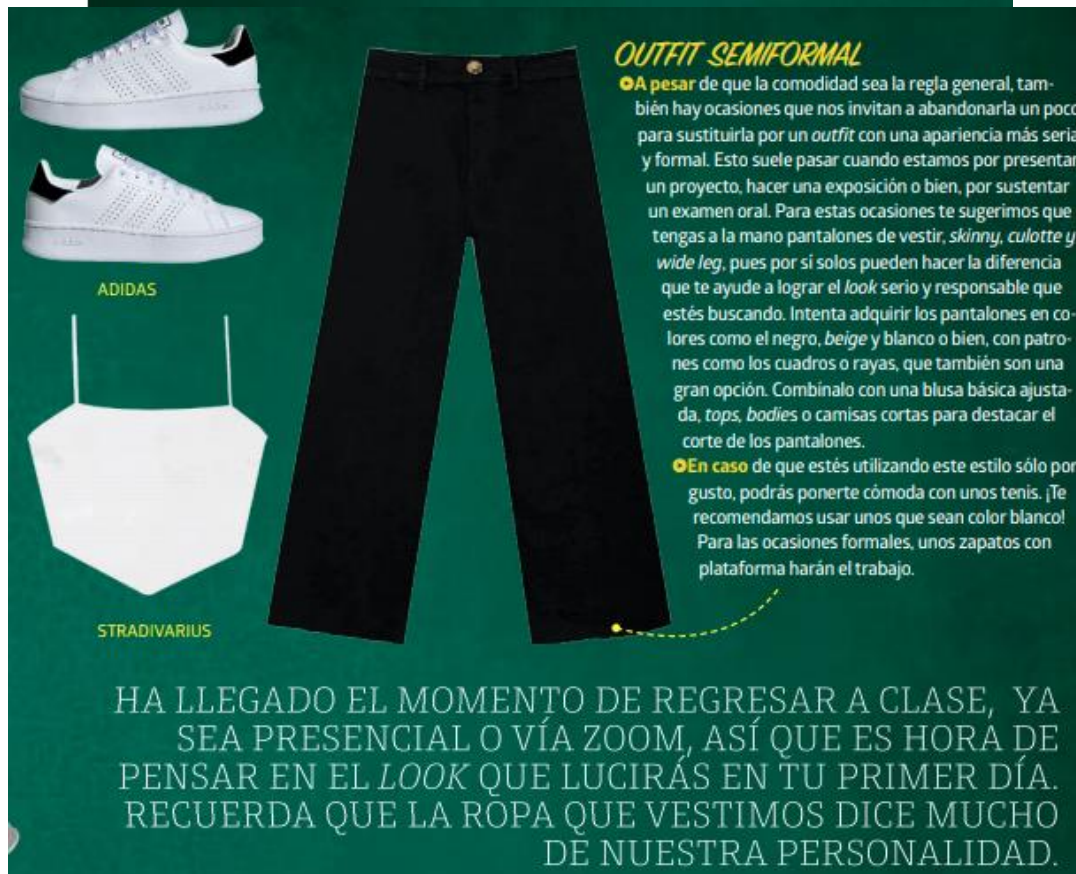 OUTFIT SEMIFORMAL
A pesar de que la comodidad sea la regla general, tam-
bién hay ocasiones que nos invitan a abandonarla un poco
para sustituirla por un outfit con una apariencia más seria
y formal. Esto suele pasar cuando estamos por presentar
un proyecto, hacer una exposición o bien, por sustentar
un examen oral. Para estas ocasiones te sugerimos que
tengas a la mano pantalones de vestir, skinny, culotte y
wide leg, pues por si solos pueden hacer la diferencia
que te ayude a lograr el look serio y responsable que
estés buscando. Intenta adquirir los pantalones en co-
lores como el negro, beige y blanco o bien, con patro-
nes como los cuadros o rayas, que también son una
gran opción. Combínalo con una blusa básica ajusta-
da, tops, bodies o camisas cortas para destacar el
corte de los pantalones.
En caso de que estés utilizando este estilo sólo por
gusto, podrás ponerte cómoda con unos tenis. ¡Te
recomendamos usar unos que sean color blanco!
Para las ocasiones formales, unos zapatos con
plataforma harán el trabajo.
ADIDAS
STRADIVARIUS
HA LLEGADO EL MOMENTO DE REGRESAR A CLASE, YA
SEA PRESENCIAL O VÍA ZOOM, ASÍ QUE ES HORA DE
PENSAR EN EL LOOK QUE LUCIRÁS EN TU PRIMER DÍA.
RECUERDA QUE LA ROPA QUE VESTIMOS DICE MUCHO
DE NUESTRA PERSONALIDAD.